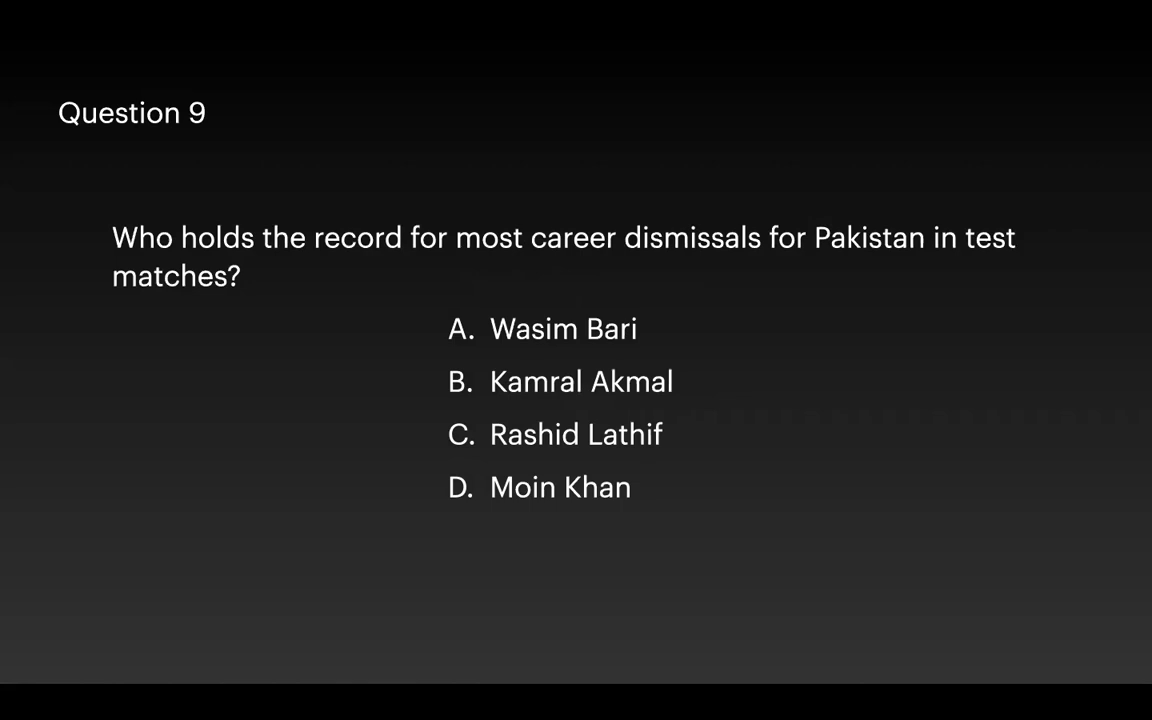 Question 9
Who holds the record for most career dismissals for Pakistan in test
matches?
A. Wasim Bari
B. Kamral Akmal
C. Rashid Lathif
D. Moin Khan